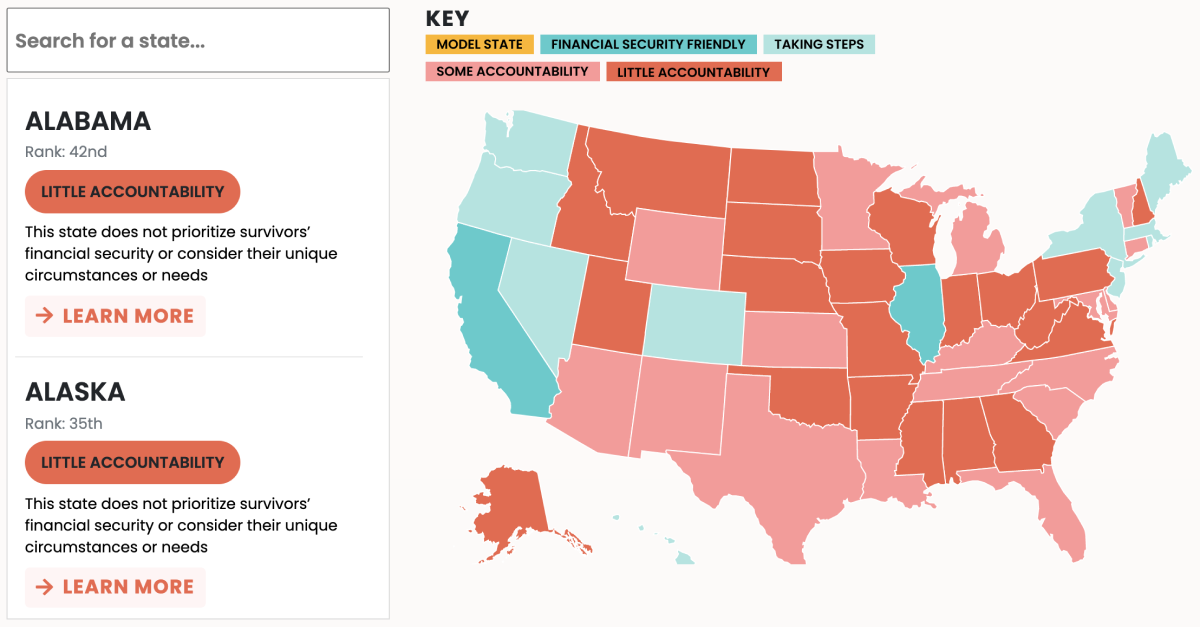 Search for a state...
ALABAMA
Rank: 42nd
LITTLE ACCOUNTABILITY
This state does not prioritize survivors’
financial security or consider their unique
circumstances or needs
→ LEARN MORE
ALASKA
Rank: 35th
LITTLE ACCOUNTABILITY
This state does not prioritize survivors’
financial security or consider their unique
circumstances or needs
→ LEARN MORE
KEY
MODEL STATE FINANCIAL SECURITY FRIENDLY TAKING STEPS
SOME ACCOUNTABILITY LITTLE ACCOUNTABILITY